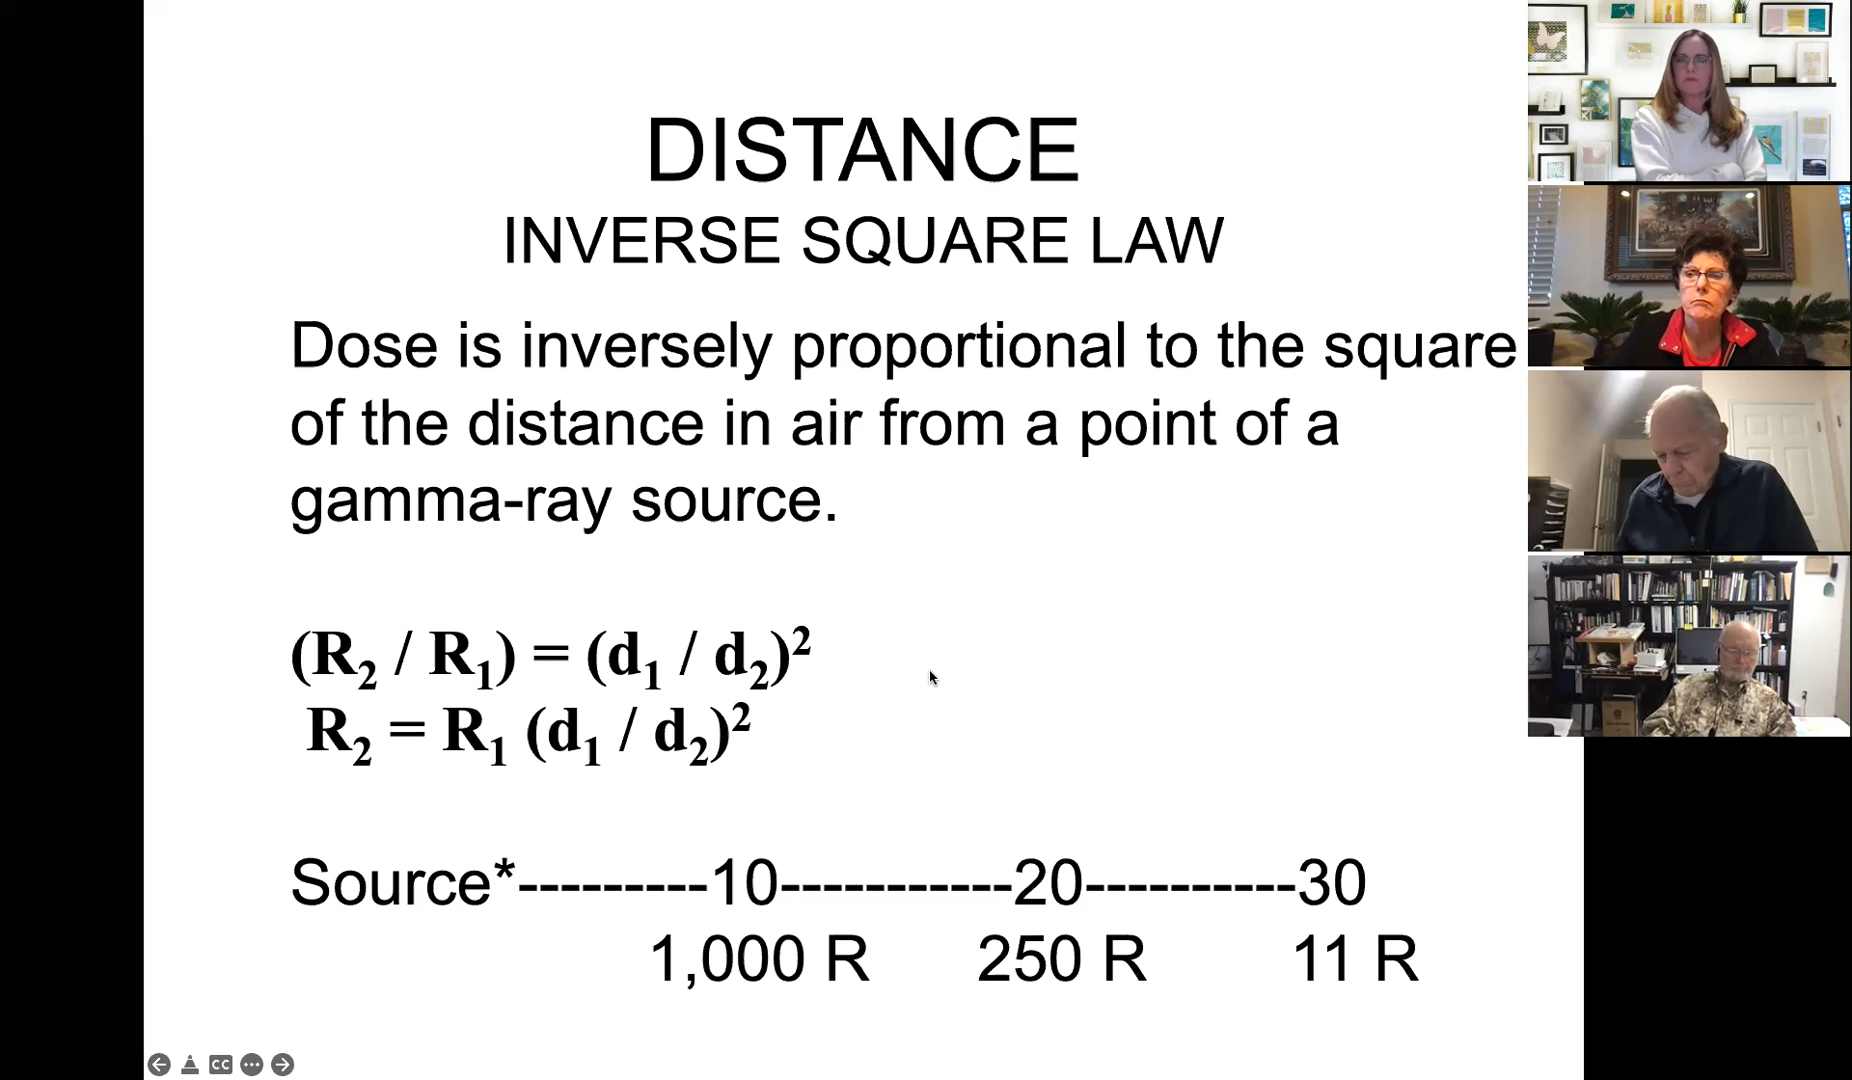 DISTANCE
INVERSE SQUARE LAW
Dose is inversely proportional to the square
of the distance in air from a point of a
gamma-ray source.
(R₂ / R₁) = (d₁ / d₂)²
R₂ = R₁ (d₁ / d₂)²
Source*---------10-----------20----------30
1,000 R 250 R 11 R
CC